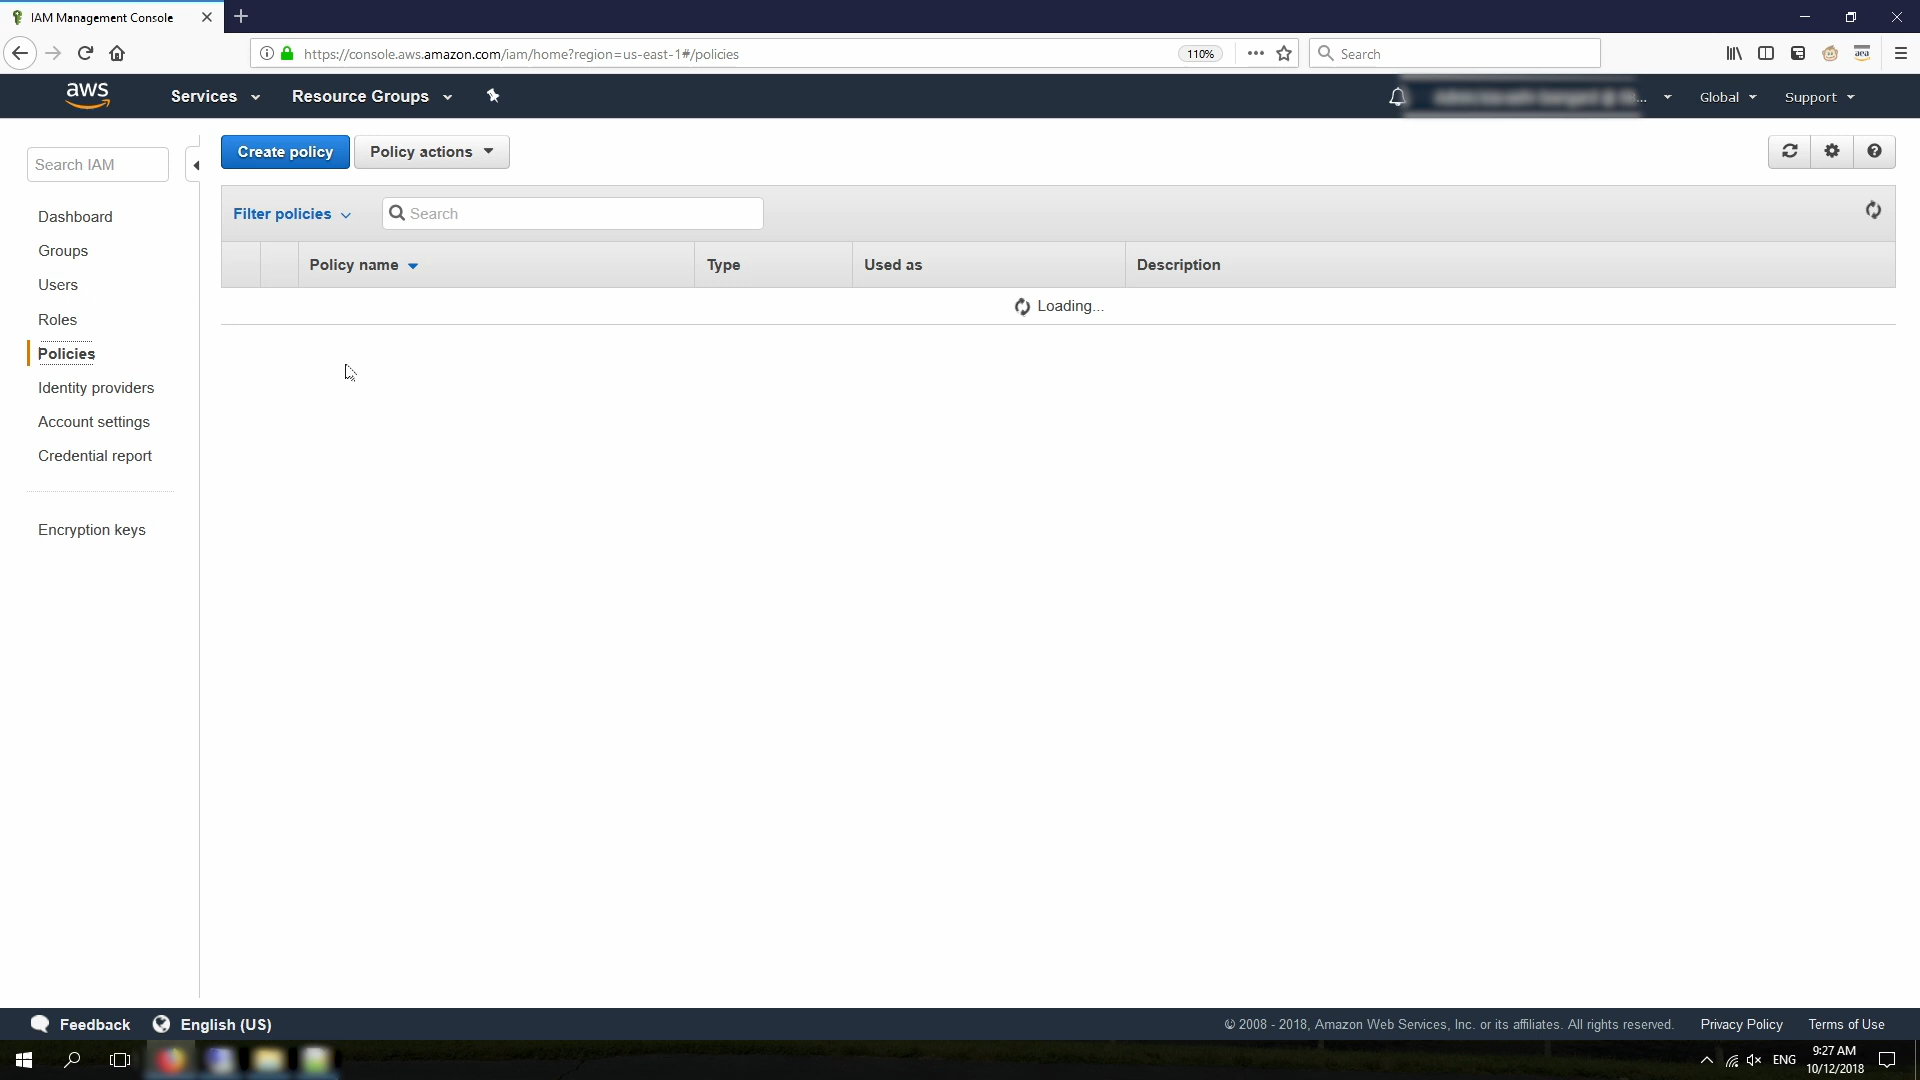 IAM Management Console
https://console.aws.amazon.com/iam/home?region=us-east-1#/policies
110%
Search
aws
Services
Resource Groups
Global
Support
Search IAM
Create policy
Policy actions
Dashboard
Groups
Users
Roles
Policies
Identity providers
Account settings
Credential report
Encryption keys
Filter policies
Search
Policy name
Type
Used as
Description
Loading...
Feedback
English (US)
© 2008 - 2018, Amazon Web Services, Inc. or its affiliates. All rights reserved.
Privacy Policy
Terms of Use
ENG
9:27 AM
10/12/2018